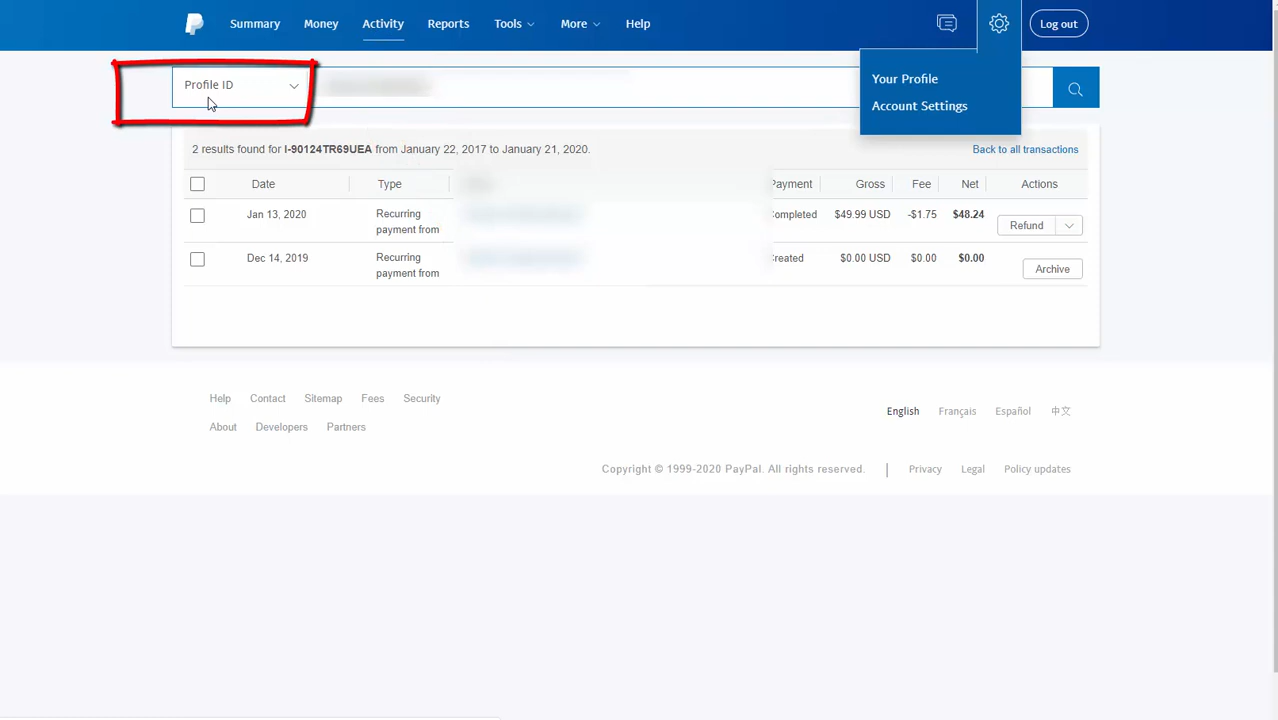 Summary Money Activity Reports Tools More Help Log out
Your Profile
Account Settings
Profile ID
2 results found for I-90124TR69UEA from January 22, 2017 to January 21, 2020. Back to all transactions
Date Type Payment Gross Fee Net Actions
Jan 13, 2020 Recurring payment from Completed $49.99 USD -$1.75 $48.24 Refund
Dec 14, 2019 Recurring payment from Created $0.00 USD $0.00 $0.00 Archive
Help Contact Sitemap Fees Security
English Français Español 中文
About Developers Partners
Copyright © 1999-2020 PayPal. All rights reserved. | Privacy Legal Policy updates